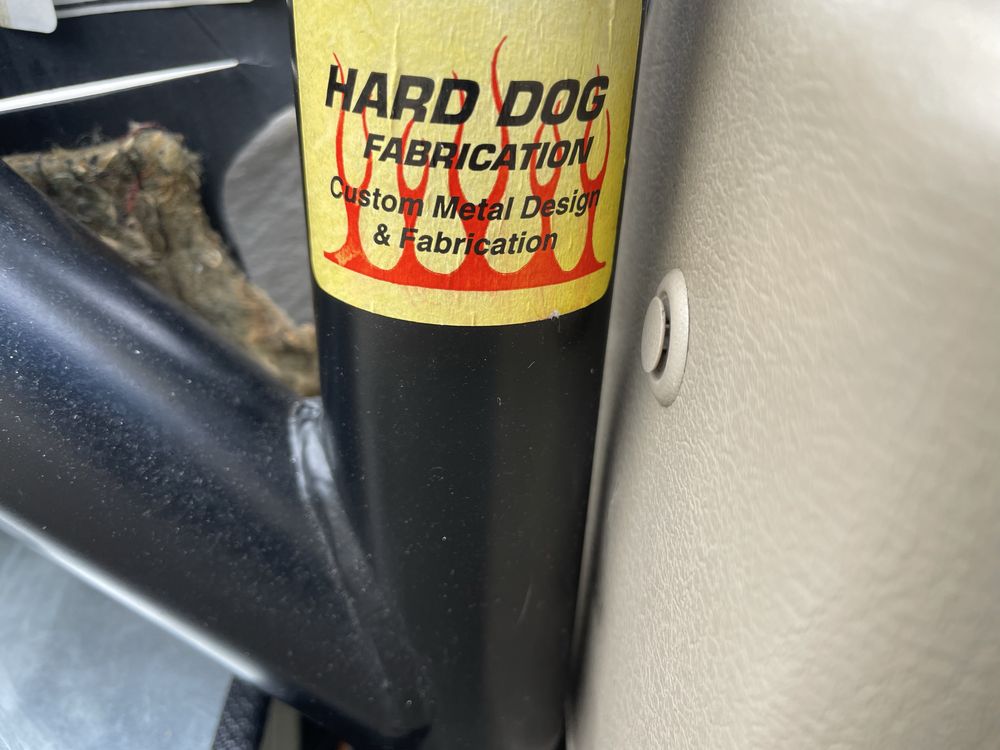 HARD DOG
FABRICATION
Custom Metal Design
& Fabrication